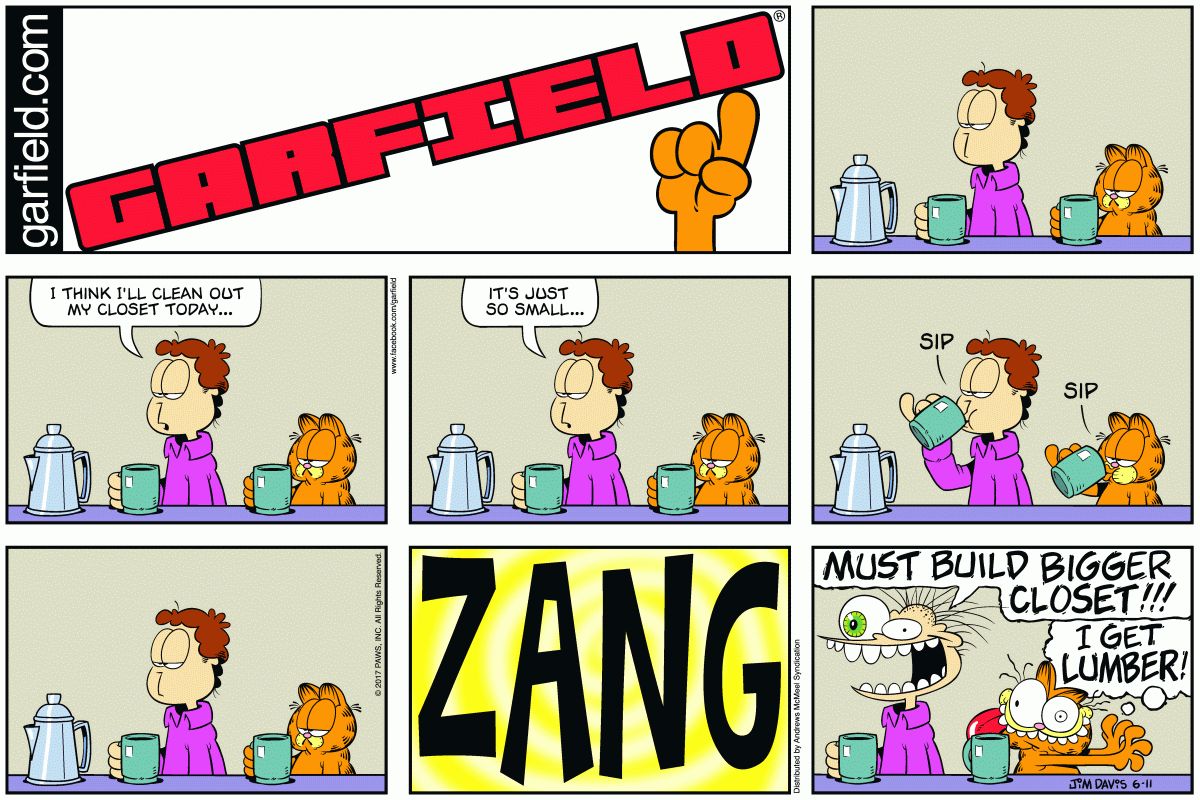 garfield.com
GARFIELD®
I THINK I'LL CLEAN OUT
MY CLOSET TODAY...
www.facebook.com/garfield
IT'S JUST
SO SMALL...
SIP
SIP
© 2017 PAWS, INC. All Rights Reserved.
ZANG
Distributed by Andrews McMeel Syndication
MUST BUILD BIGGER
CLOSET!!!
I GET
LUMBER!
JIM DAVIS 6-11